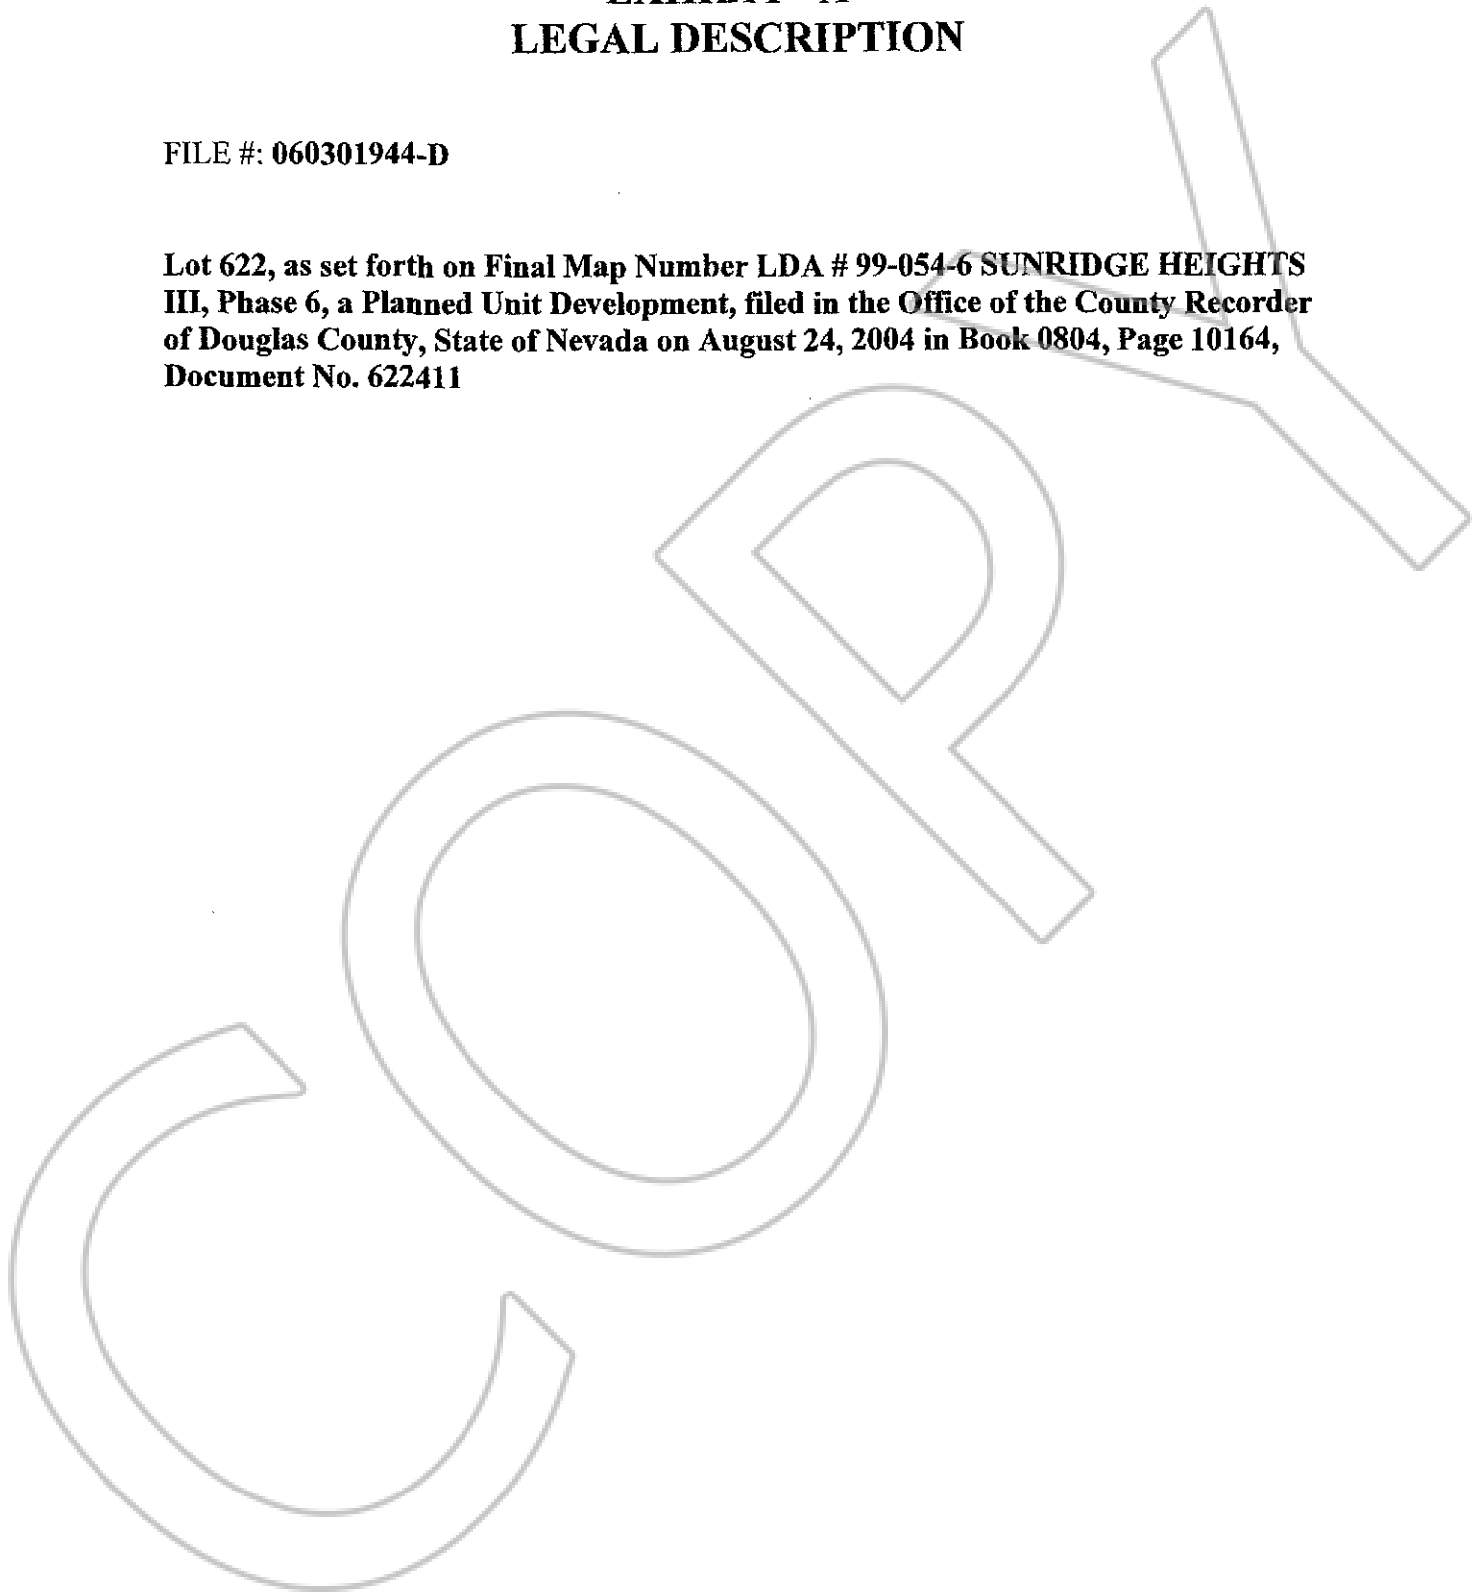 LEGAL DESCRIPTION
FILE #: 060301944-D
Lot 622, as set forth on Final Map Number LDA # 99-054-6 SUNRIDGE HEIGHTS
III, Phase 6, a Planned Unit Development, filed in the Office of the County Recorder
of Douglas County, State of Nevada on August 24, 2004 in Book 0804, Page 10164,
Document No. 622411
COPY